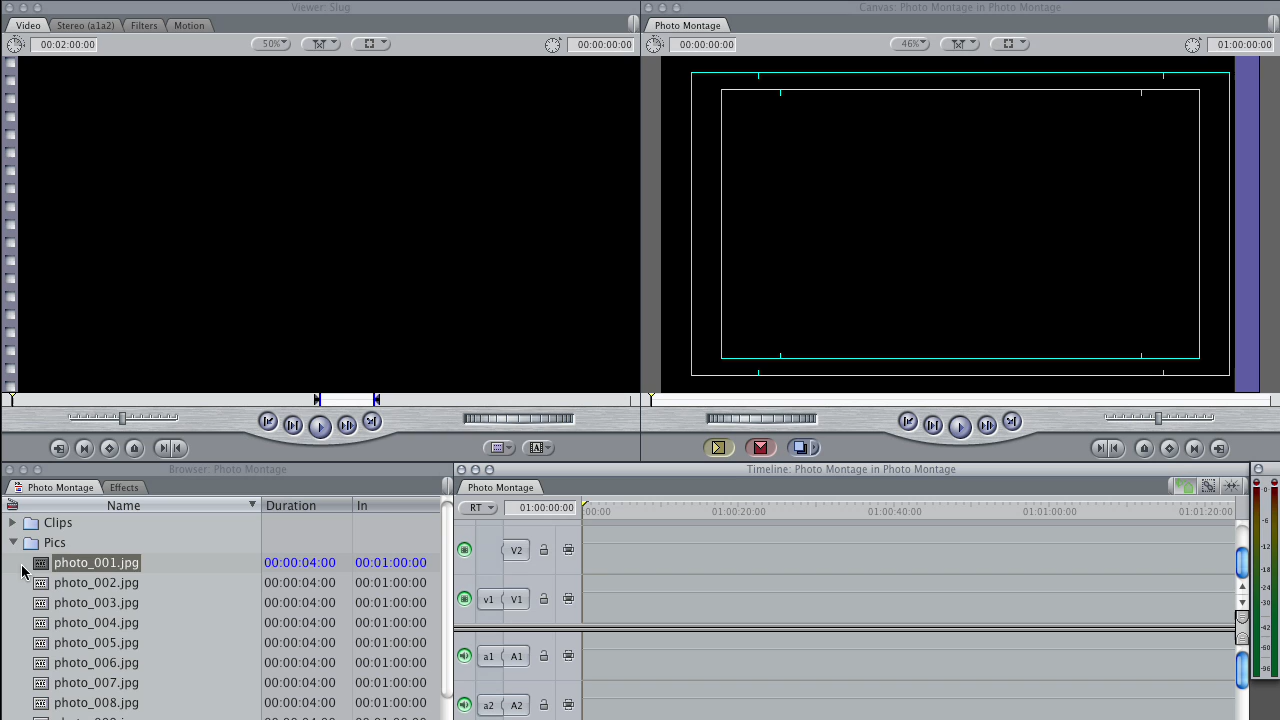 Viewer: Slug
Canvas: Photo Montage in Photo Montage
Video Stereo (a1a2) Filters Motion
Photo Montage
00:02:00:00 50% 00:00:00:00
00:00:00:00 46% 01:00:00:00
Browser: Photo Montage
Timeline: Photo Montage in Photo Montage
Photo Montage Effects
Photo Montage
Name Duration In
RT 01:00:00:00
00:00 01:00:20:00 01:00:40:00 01:01:00:00 01:01:20:00
Clips
Pics
photo_001.jpg 00:00:04:00 00:01:00:00
photo_002.jpg 00:00:04:00 00:01:00:00
photo_003.jpg 00:00:04:00 00:01:00:00
photo_004.jpg 00:00:04:00 00:01:00:00
photo_005.jpg 00:00:04:00 00:01:00:00
photo_006.jpg 00:00:04:00 00:01:00:00
photo_007.jpg 00:00:04:00 00:01:00:00
photo_008.jpg 00:00:04:00 00:01:00:00
V2
v1 V1
a1 A1
a2 A2
0
-6
-12
-18
-24
-30
-42
-60
-96